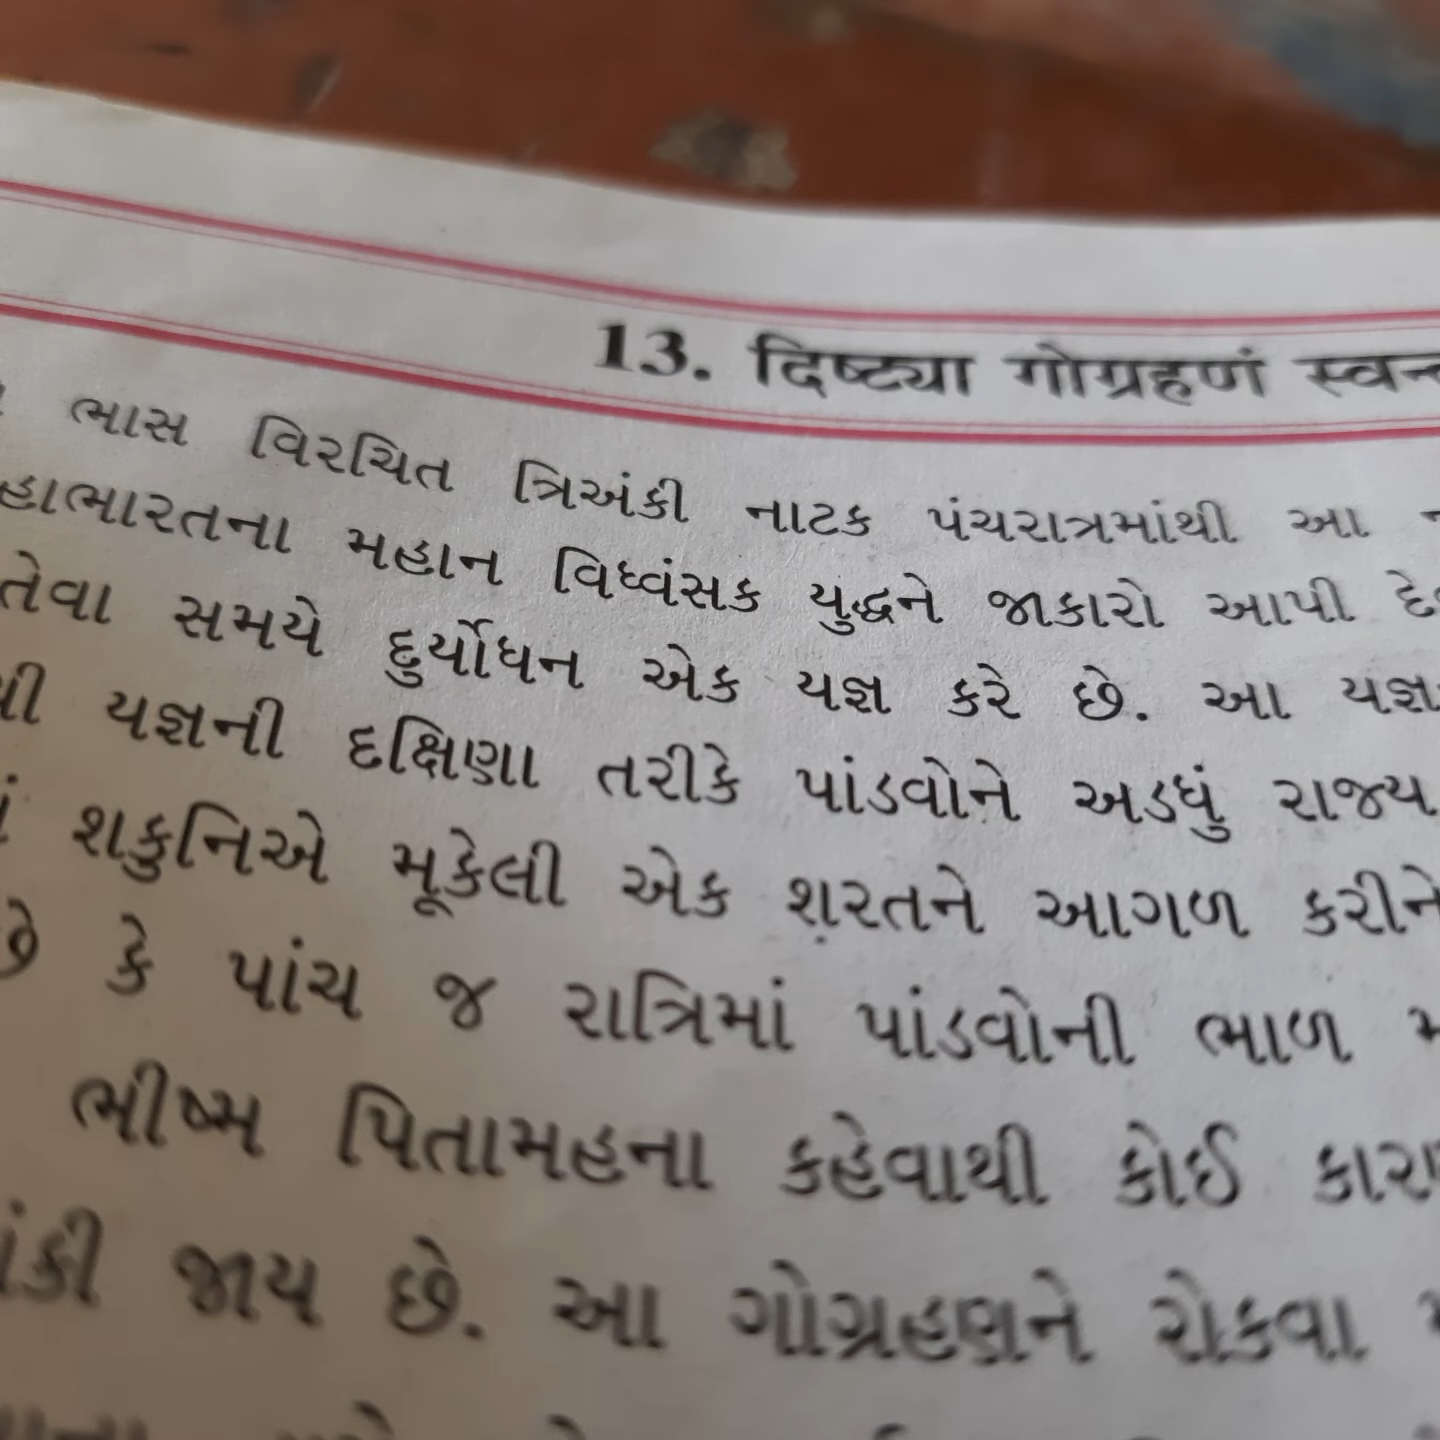 13. दिष्ट्या गोग्रहणं
ભાસ વિરચિત ત્રિઅંકી નાટક પંચરાત્રમાંથી આ
મહાન વિધ્વંસક યુદ્ધને જાકારો આપી
તેવા સમયે દુર્યોધન એક યજ્ઞ કરે છે. આ
યજ્ઞની દક્ષિણા તરીકે પાંડવોને અડધું રાજ્ય
શકુનિએ મૂકેલી એક શરતને આગળ કરીને
છે કે પાંચ જ રાત્રિમાં પાંડવોની ભાળ
ભીષ્મ પિતામહના કહેવાથી કોઈ
જાય છે. આ ગોગ્રહણને રોકવા